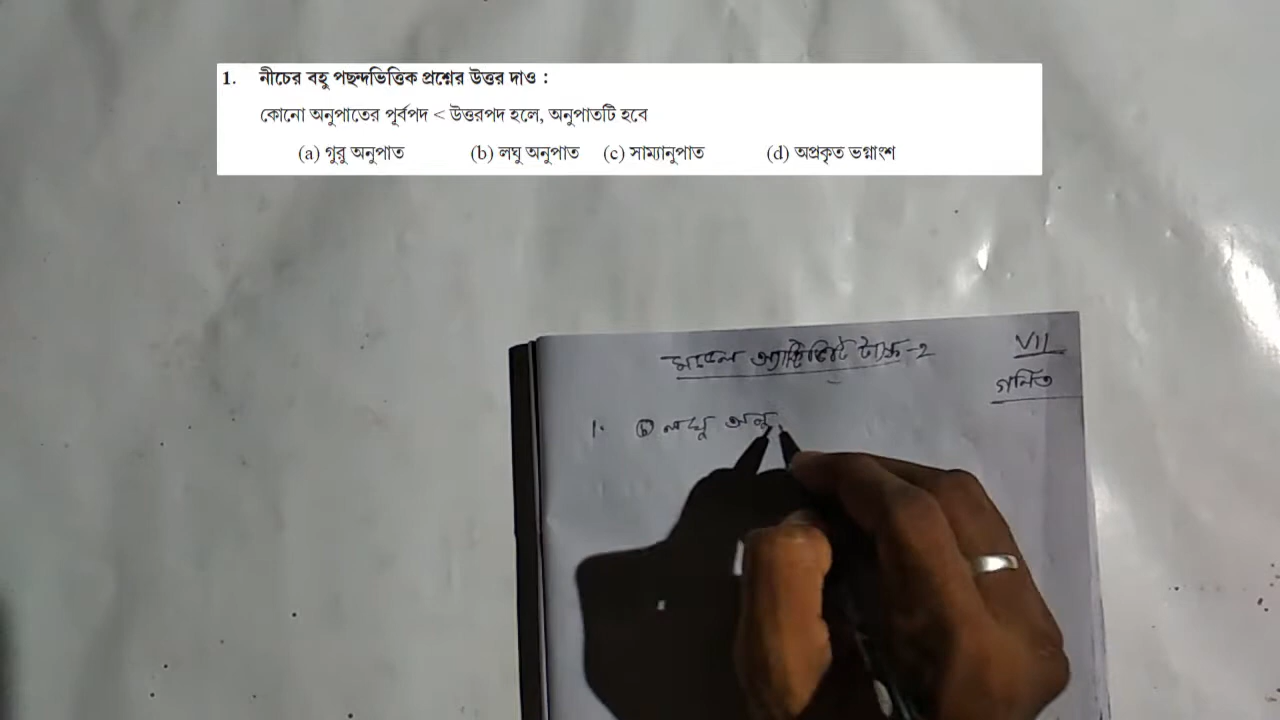 1. নীচের বহু পছন্দভিত্তিক প্রশ্নের উত্তর দাও :
কোনো অনুপাতের পূর্বপদ < উত্তরপদ হলে, অনুপাতটি হবে
(a) গুরু অনুপাত (b) লঘু অনুপাত (c) সাম্যানুপাত (d) অপ্রকৃত ভগ্নাংশ
মডেল অ্যাক্টিভিটি টাস্ক-2
VII
গনিত
1. (b) লঘু অনু